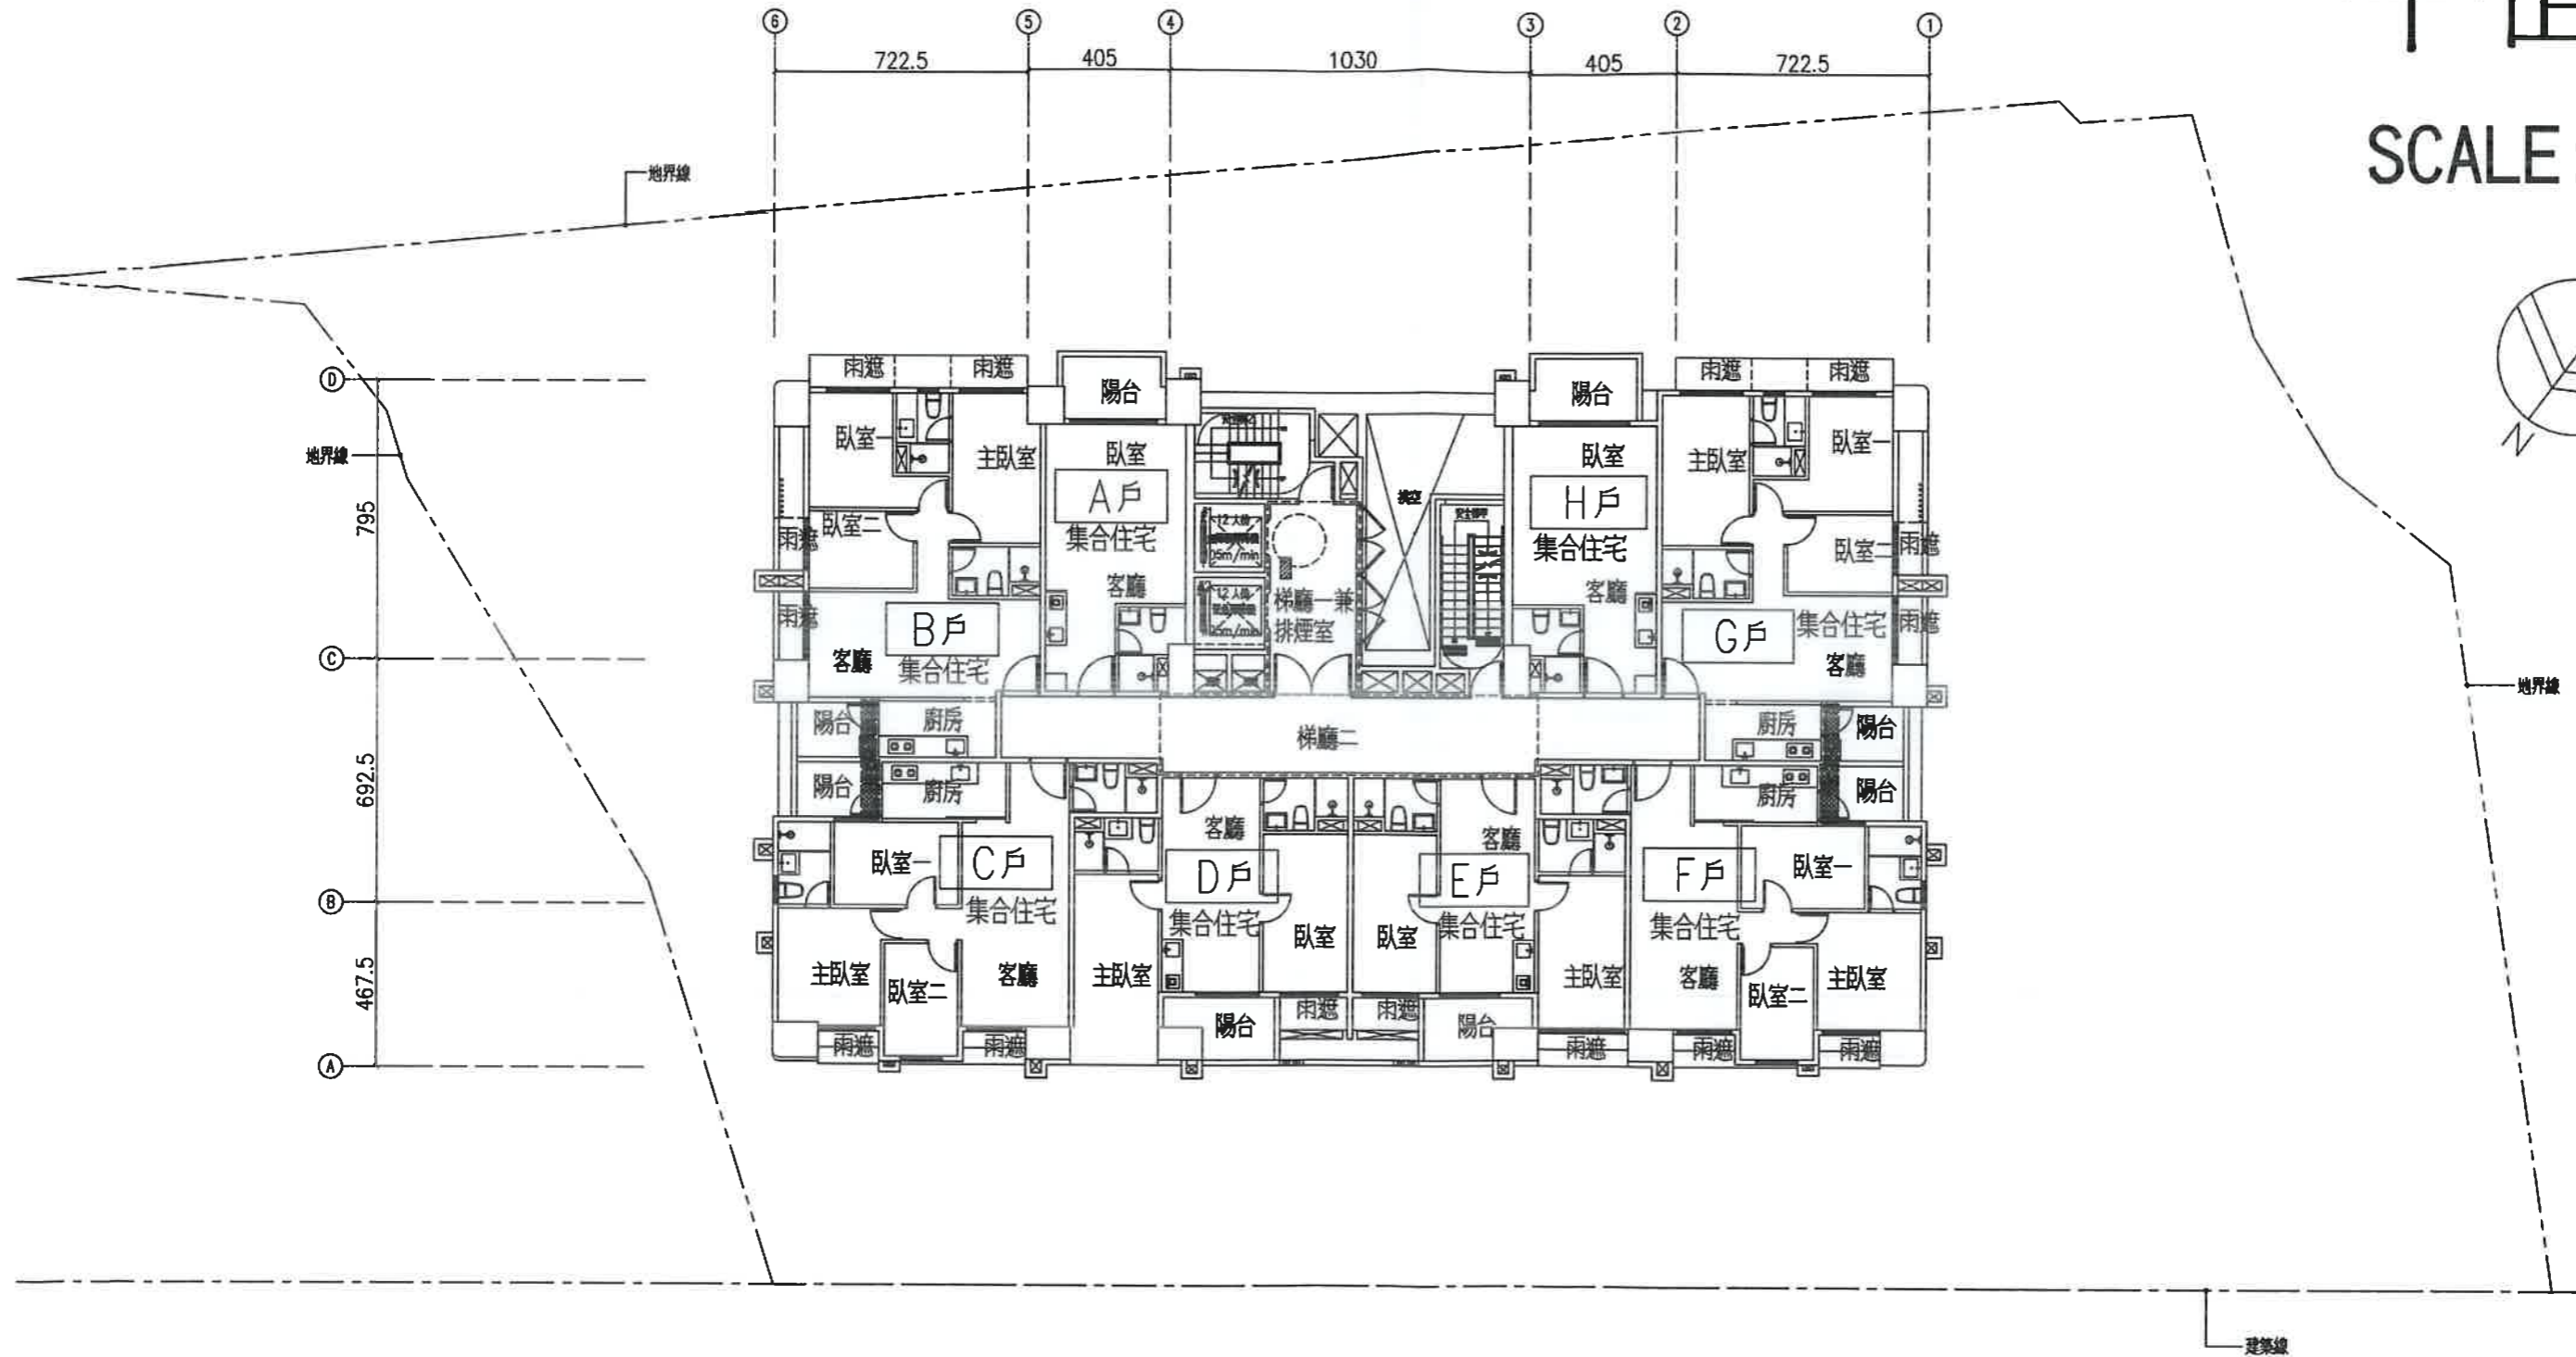 6 5 4 3 2 1
722.5 405 1030 405 722.5
SCALE
地界線
N
D
地界線
795
C
692.5
B
467.5
A
雨遮 雨遮 陽台 陽台 雨遮 雨遮
臥室一 主臥室 臥室 臥室 主臥室 臥室一
A戶 H戶
集合住宅 集合住宅
臥室二 臥室二
雨遮 雨遮
12人份
客廳 客廳
梯廳一兼
排煙室
12人份
雨遮 雨遮
B戶 G戶
集合住宅 集合住宅
客廳 客廳
地界線
陽台 廚房 廚房 陽台
梯廳二
陽台 廚房 廚房 陽台
客廳 客廳
臥室一 C戶 D戶 E戶 F戶 臥室一
集合住宅 集合住宅 集合住宅 集合住宅
臥室 臥室
主臥室 臥室二 客廳 主臥室 主臥室 客廳 臥室二 主臥室
陽台 雨遮 雨遮 陽台
雨遮 雨遮 雨遮 雨遮 雨遮
建築線